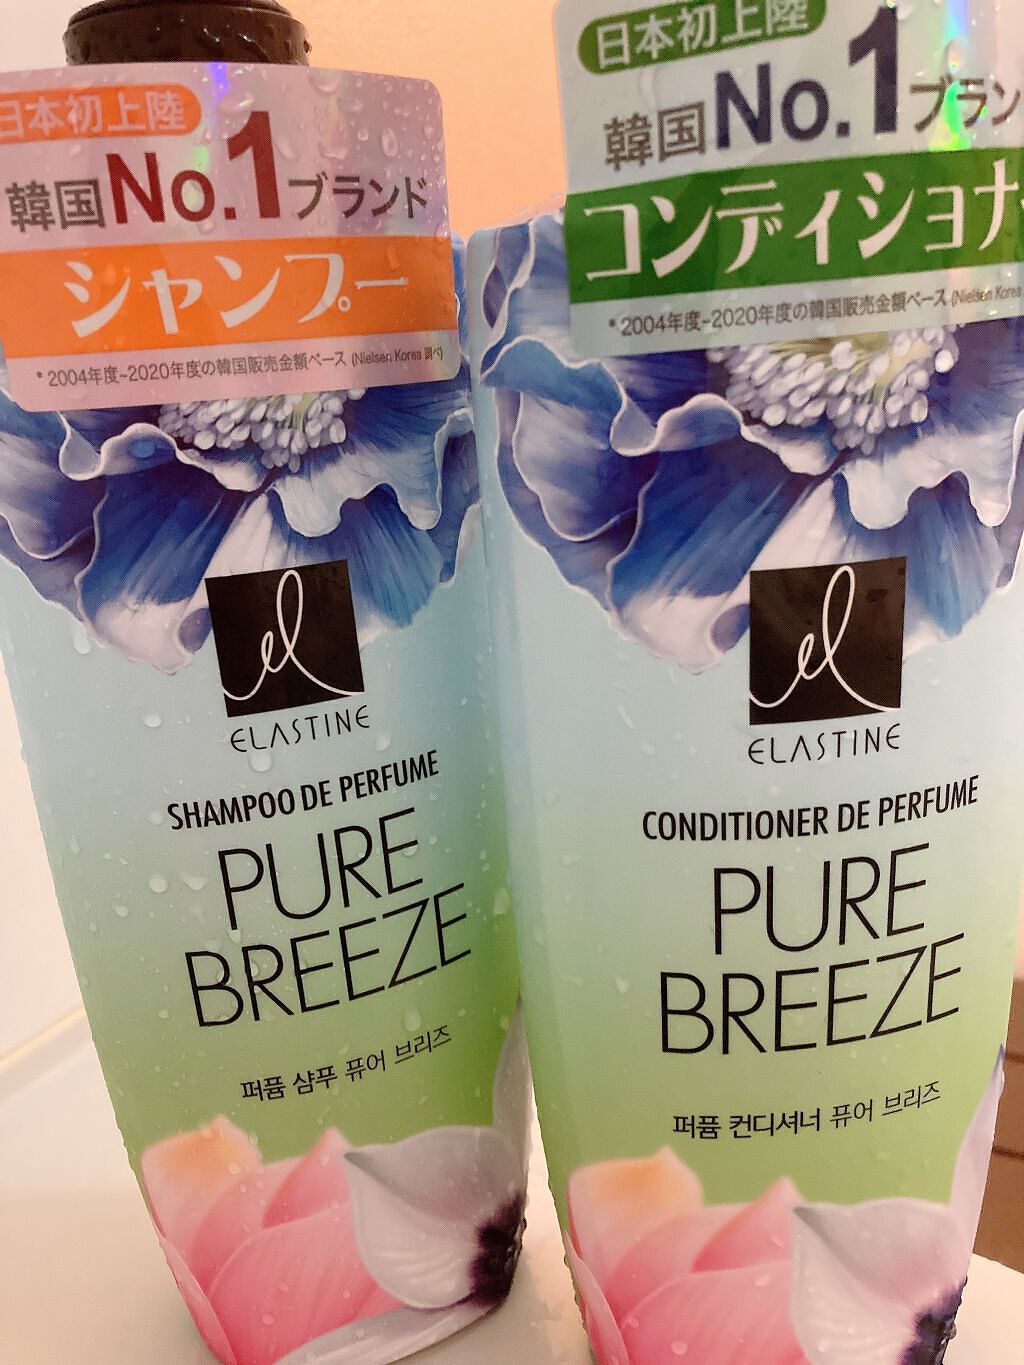 日本初上陸
韓国No.1ブランド
シャンプー
* 2004年度~2020年度の韓国販売金額ベース (Nielsen Korea 調べ)
el
ELASTINE
SHAMPOO DE PERFUME
PURE
BREEZE
퍼퓸 샴푸 퓨어 브리즈
日本初上陸
韓国No.1ブラン
コンディショナ
* 2004年度~2020年度の韓国販売金額ベース (Nielsen Korea
el
ELASTINE
CONDITIONER DE PERFUME
PURE
BREEZE
퍼퓸 컨디셔너 퓨어 브리즈